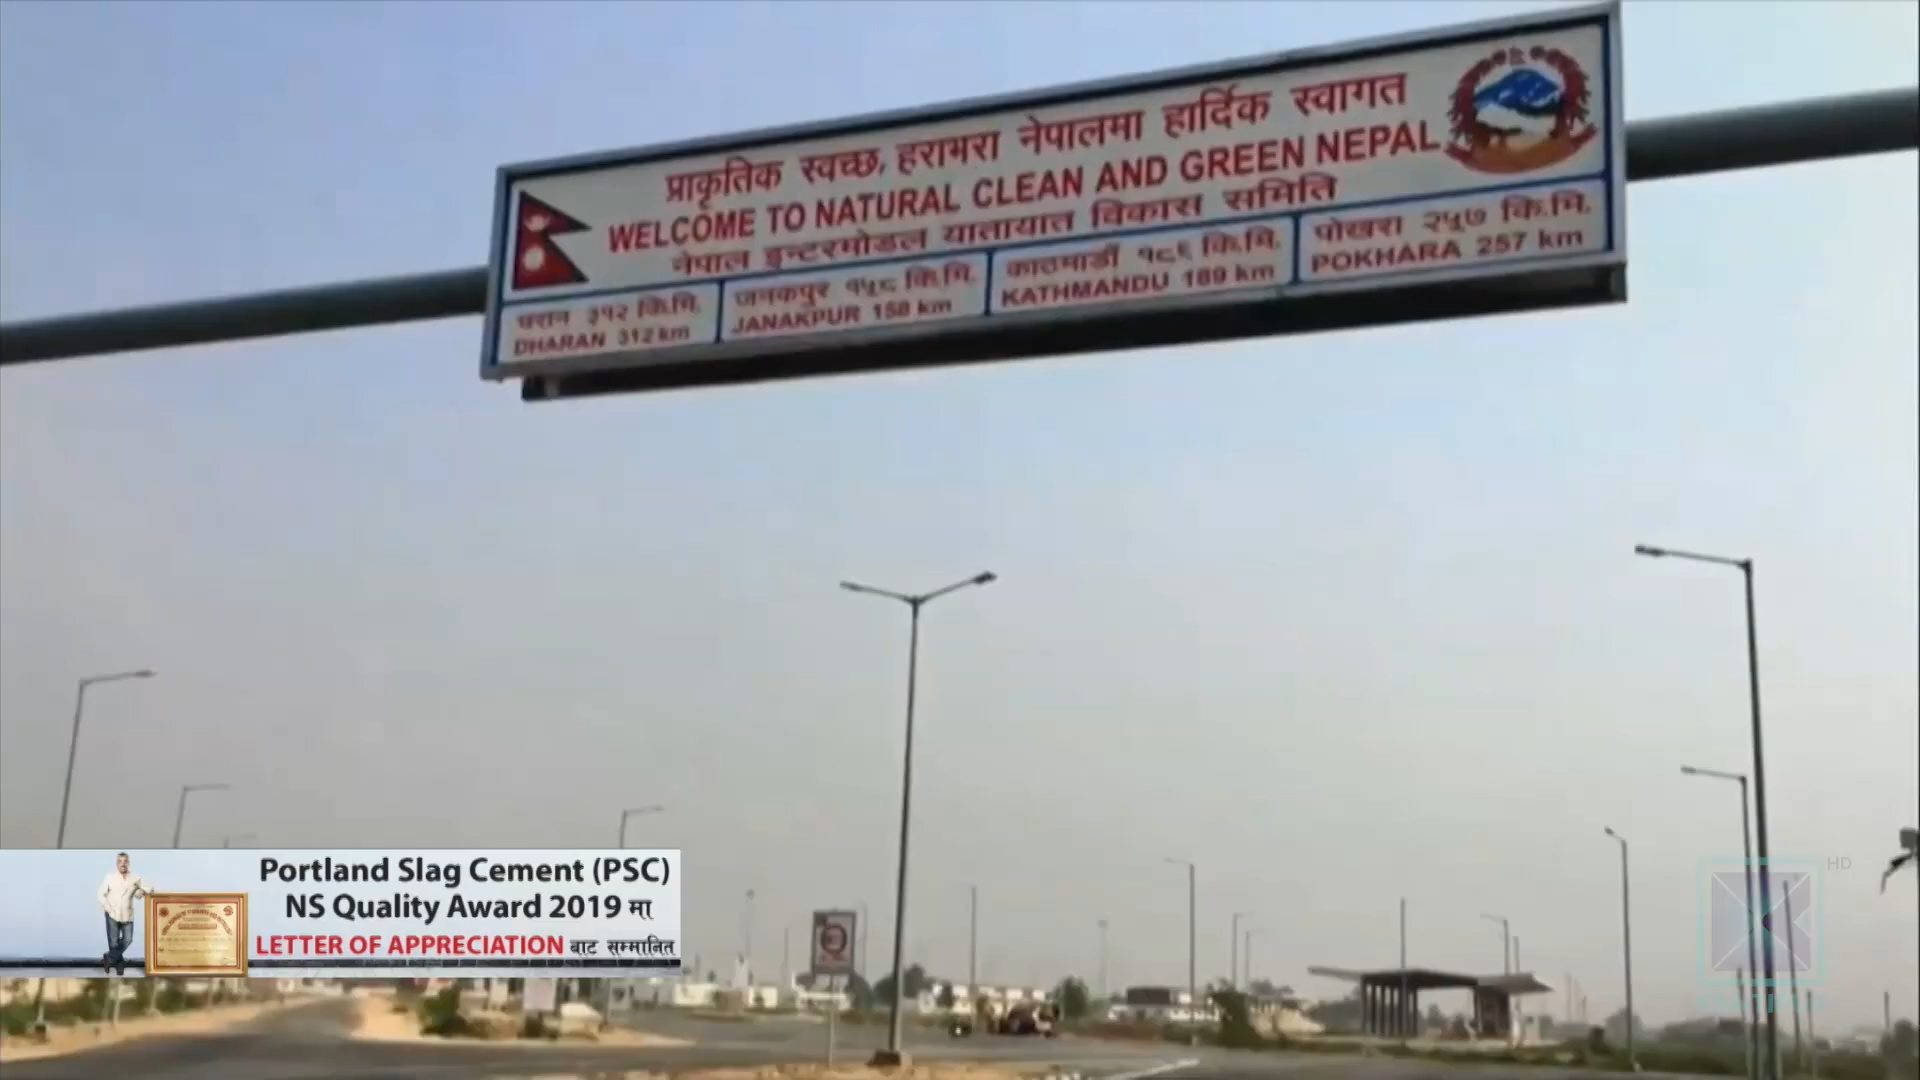 प्राकृतिक स्वच्छ, हराभरा नेपालमा हार्दिक स्वागत
WELCOME TO NATURAL CLEAN AND GREEN NEPAL
नेपाल इन्टरमोडल यातायात विकास समिति
धरान ३१२ कि.मि.
DHARAN 312 km
जनकपुर १५८ कि.मि.
JANAKPUR 158 km
काठमाडौं १८९ कि.मि.
KATHMANDU 189 km
पोखरा २५७ कि.मि.
POKHARA 257 km
Portland Slag Cement (PSC)
NS Quality Award 2019 मा
LETTER OF APPRECIATION बाट सम्मानित
HD